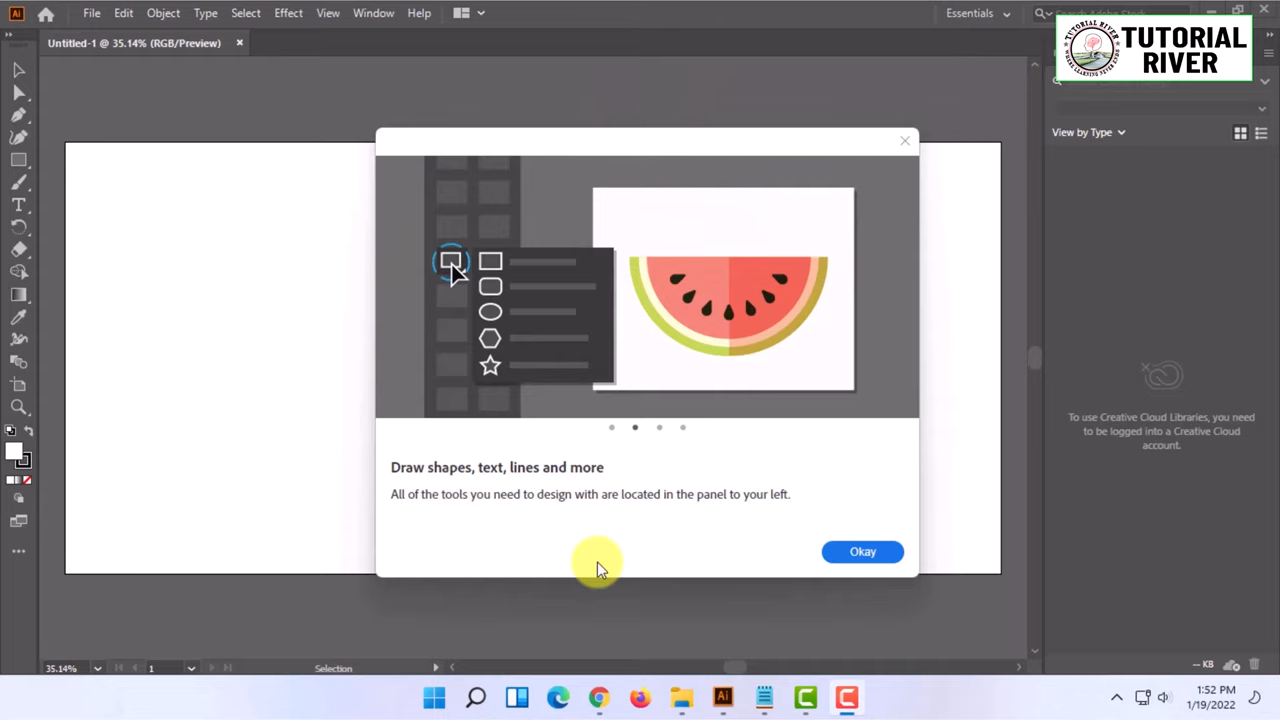 Ai File Edit Object Type Select Effect View Window Help Essentials
Untitled-1 @ 35.14% (RGB/Preview)
TUTORIAL
RIVER
View by Type
To use Creative Cloud Libraries, you need
to be logged into a Creative Cloud
account.
Draw shapes, text, lines and more
All of the tools you need to design with are located in the panel to your left.
Okay
35.14% 1 Selection -- KB
Ai
1:52 PM
1/19/2022